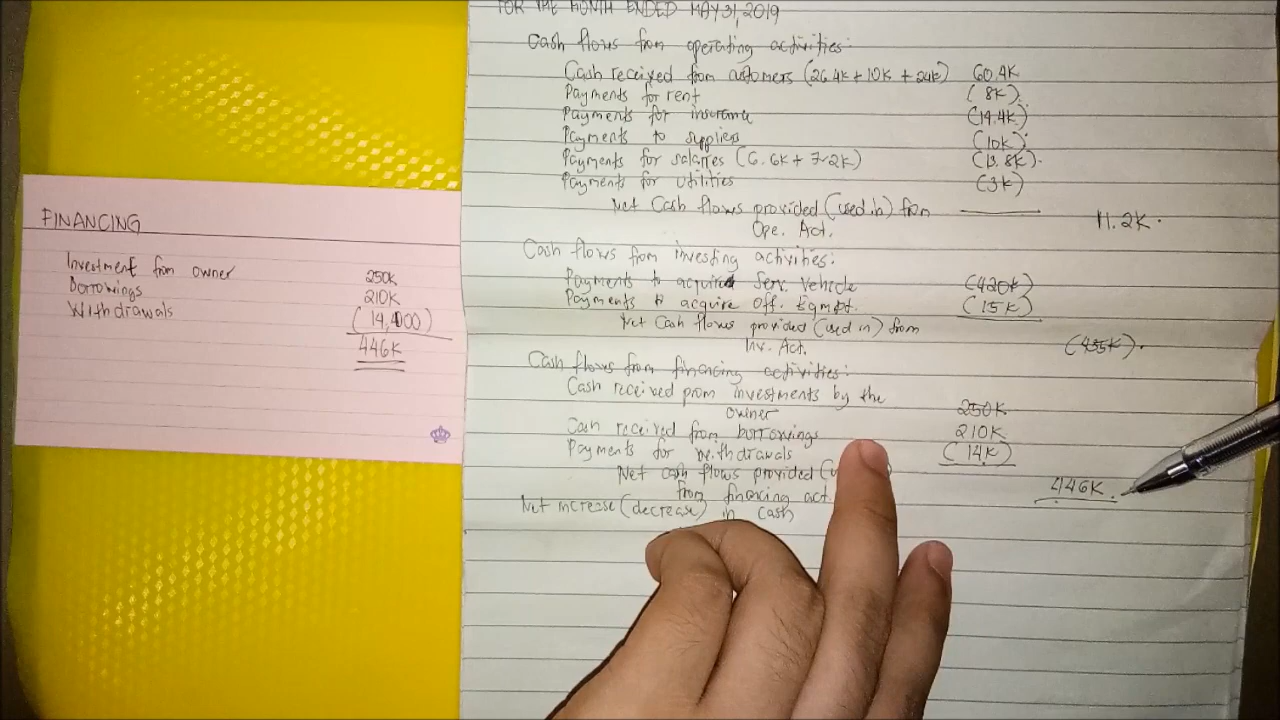 FINANCING
Investment from owner 250K
Borrowings 210K
Withdrawals (14,000)
446K
FOR THE MONTH ENDED MAY 31, 2019
Cash flows from operating activities:
Cash received from customers (26.4K + 10K + 24K) 60.4K
Payments for rent (8K)
Payments for insurance (14.4K)
Payments to suppliers (10K)
Payments for salaries (6.6K + 7.2K) (13.8K)
Payments for utilities (3K)
Net Cash flows provided (used in) from
Ope. Act. 11.2K
Cash flows from investing activities:
Payments to acquire Serv. Vehicle (420K)
Payments to acquire Off. Eqmpt. (15K)
Net Cash flows provided (used in) from
Inv. Act. (435K)
Cash flows from financing activities:
Cash received from investments by the
owner 250K
Cash received from borrowings 210K
Payments for withdrawals (14K)
Net cash flows provided
from financing act. 446K
Net increase (decrease) in cash